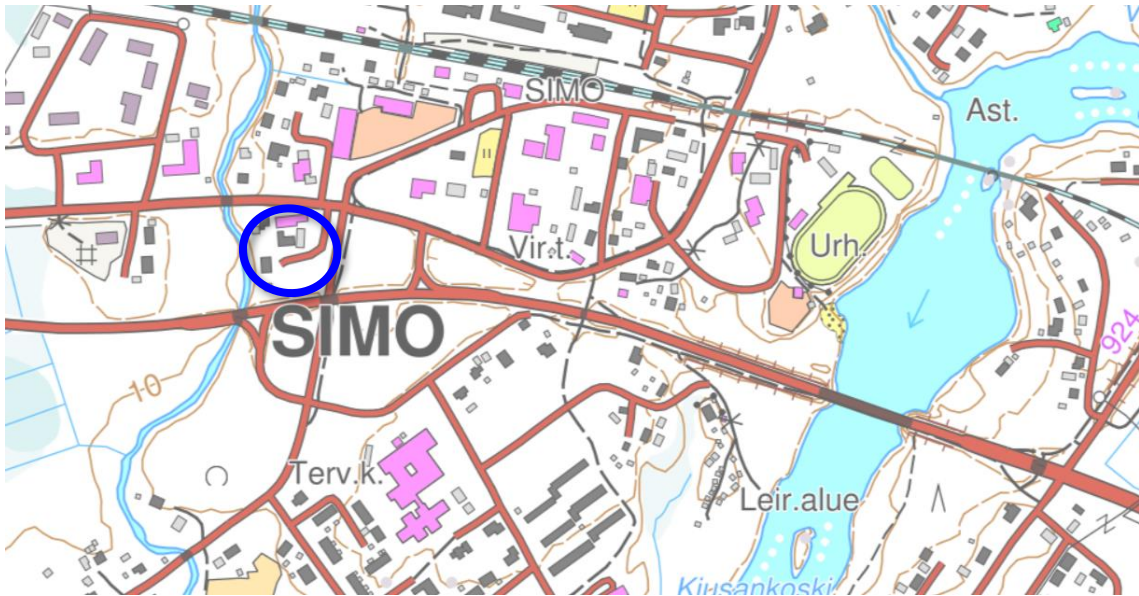 SIMO
Ast.
Vir.t.
Urh.
SIMO
924
10
Terv.k.
Leir.alue
Kiusankoski